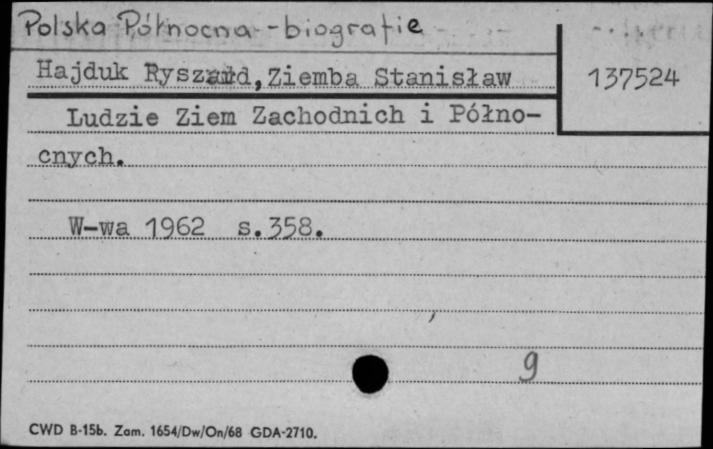 Polska Północna - biografie
Hajduk Ryszard, Ziemba Stanisław
137524
Ludzie Ziem Zachodnich i Półno-
cnych.
W-wa 1962 s.358.
9
CWD B-15b. Zam. 1654/Dw/On/68 GDA-2710.